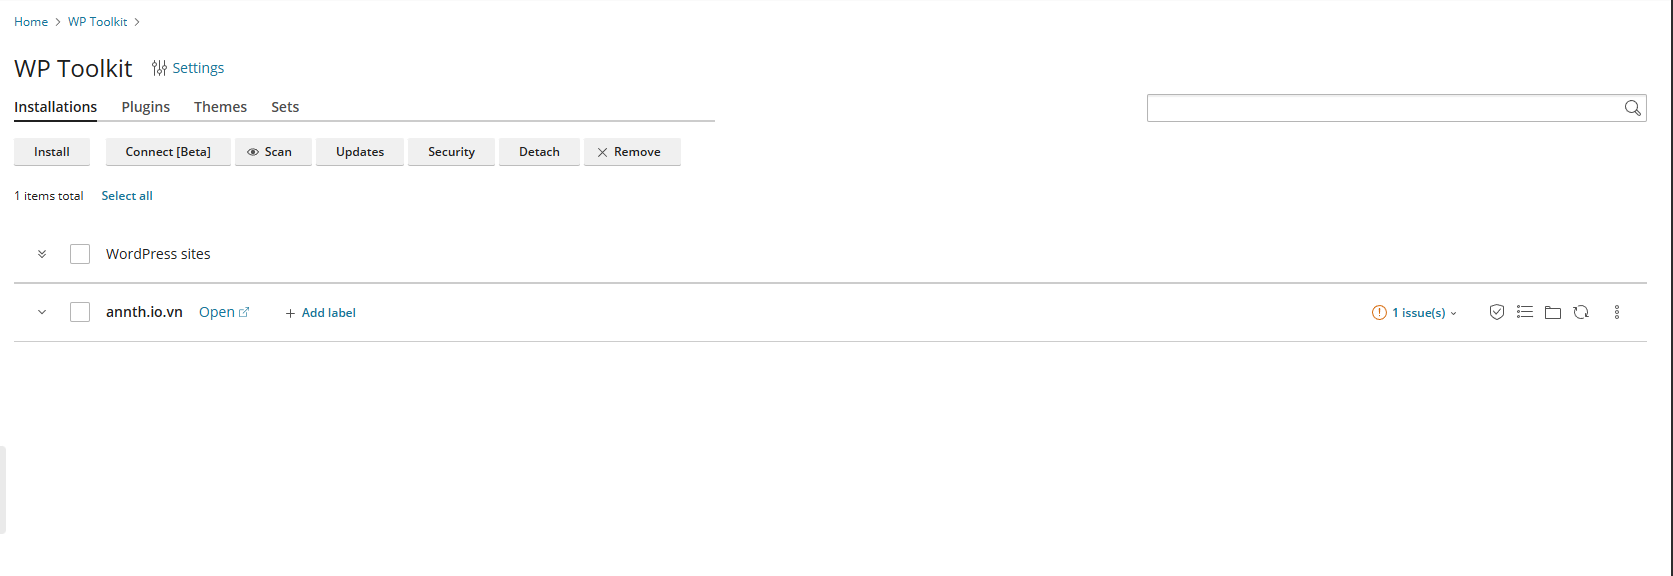 Home > WP Toolkit >
WP Toolkit Settings
Installations Plugins Themes Sets
Install Connect [Beta] Scan Updates Security Detach Remove
1 items total Select all
WordPress sites
annth.io.vn Open + Add label 1 issue(s)